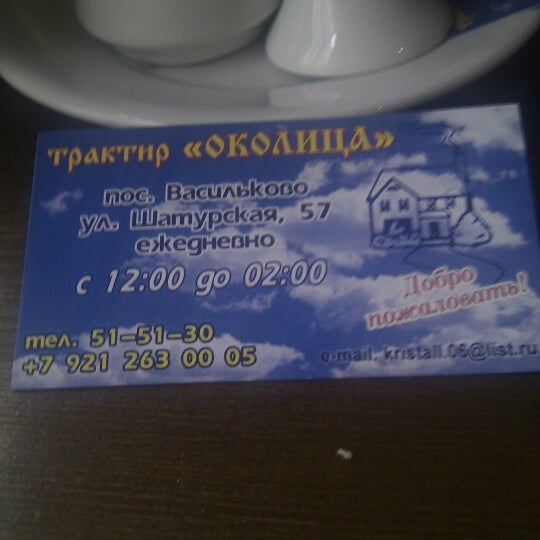 трактир «ОКОЛИЦА»
пос. Васильково
ул. Шатурская, 57
ежедневно
с 12:00 до 02:00
Добро
пожаловать!
тел. 51-51-30
+7 921 263 00 05
e-mail: kristall.06@list.ru